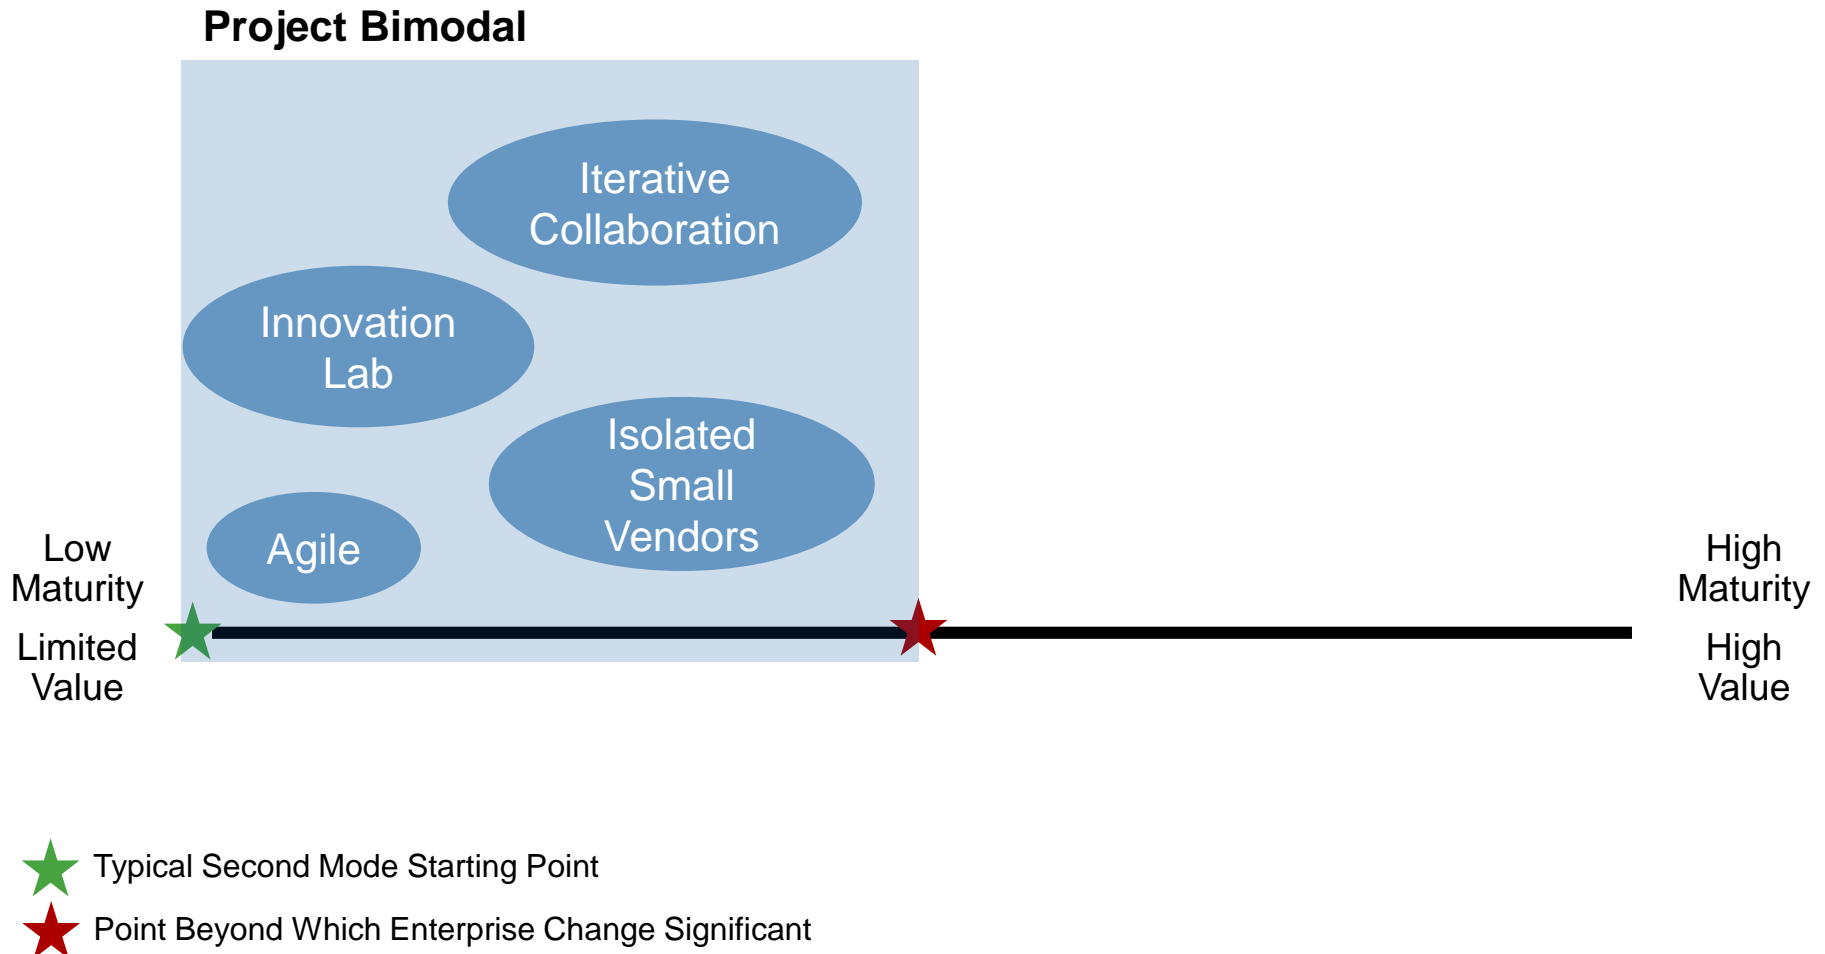 Project Bimodal
Iterative
Collaboration
Innovation
Lab
Isolated
Small
Vendors
Agile
Low
Maturity
Limited
Value
High
Maturity
High
Value
Typical Second Mode Starting Point
Point Beyond Which Enterprise Change Significant